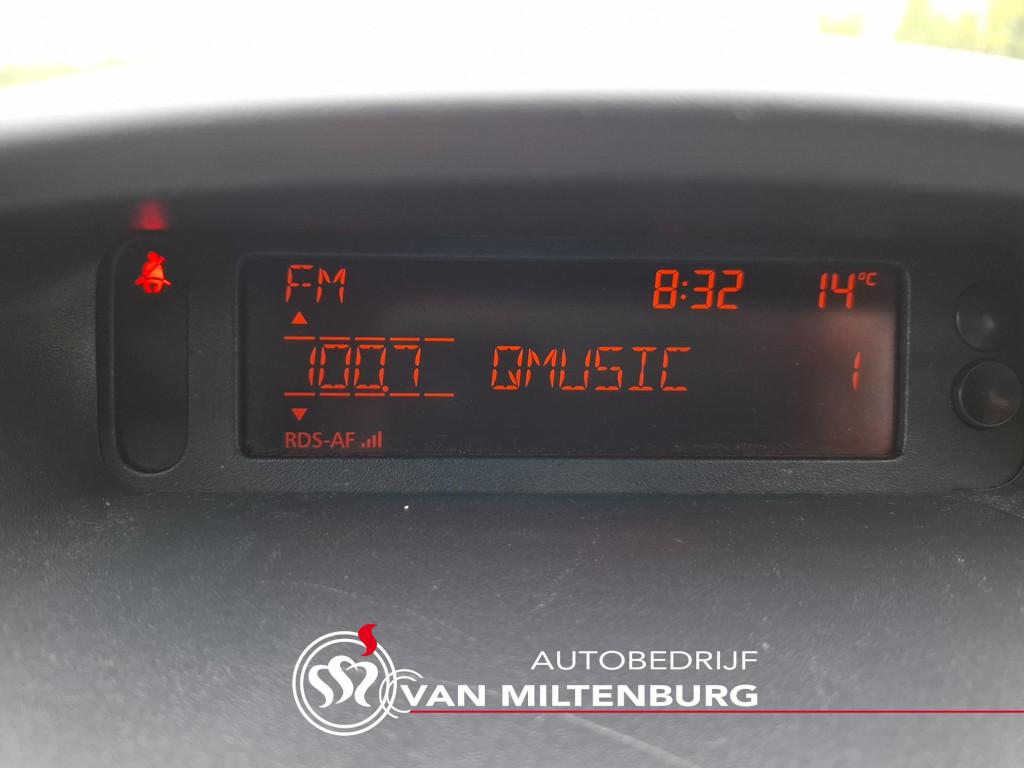 FM 8:32 14°C
100.7 QMUSIC 1
RDS-AF
AUTOBEDRIJF
VAN MILTENBURG